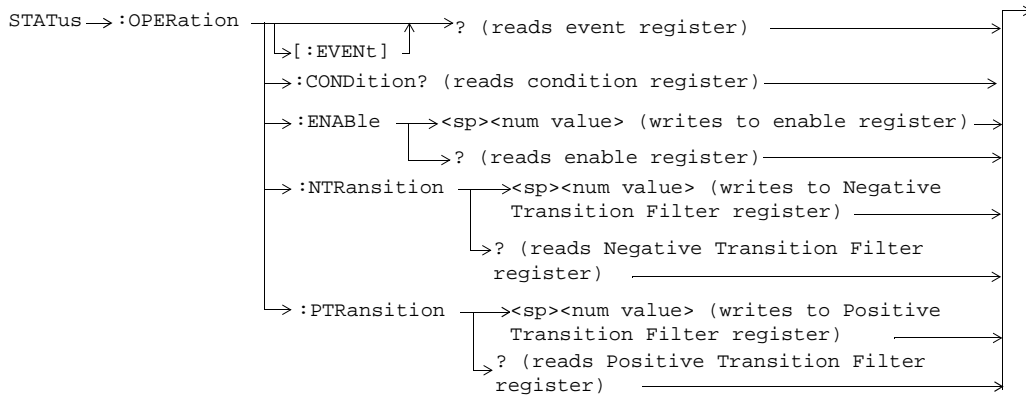 STATus :OPERation ? (reads event register)
[:EVENt]
:CONDition? (reads condition register)
:ENABle <sp><num value> (writes to enable register)
? (reads enable register)
:NTRansition <sp><num value> (writes to Negative
Transition Filter register)
? (reads Negative Transition Filter
register)
:PTRansition <sp><num value> (writes to Positive
Transition Filter register)
? (reads Positive Transition Filter
register)